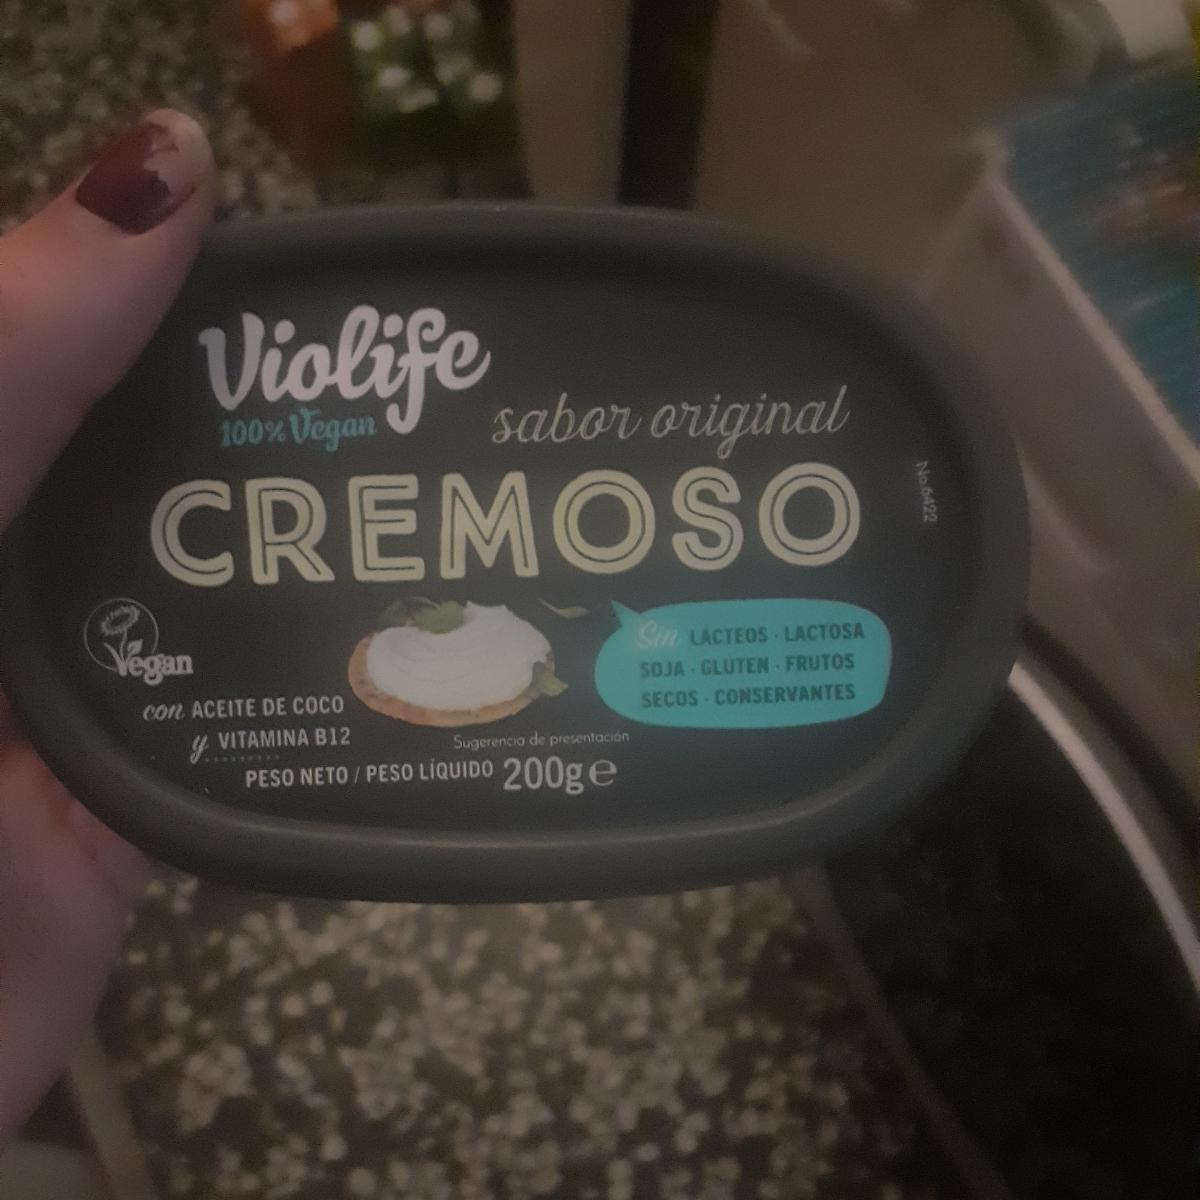 Violife
100% Vegan
sabor original
CREMOSO
No.6422
Vegan
con ACEITE DE COCO
y VITAMINA B12
Sin LÁCTEOS · LACTOSA
SOJA · GLUTEN · FRUTOS
SECOS · CONSERVANTES
Sugerencia de presentación
PESO NETO / PESO LÍQUIDO 200g e